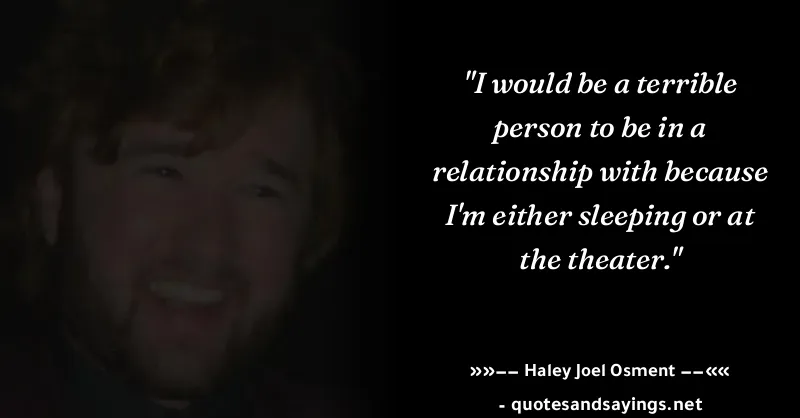 "I would be a terrible
person to be in a
relationship with because
I'm either sleeping or at
the theater."
»»—– Haley Joel Osment —–««
- quotesandsayings.net